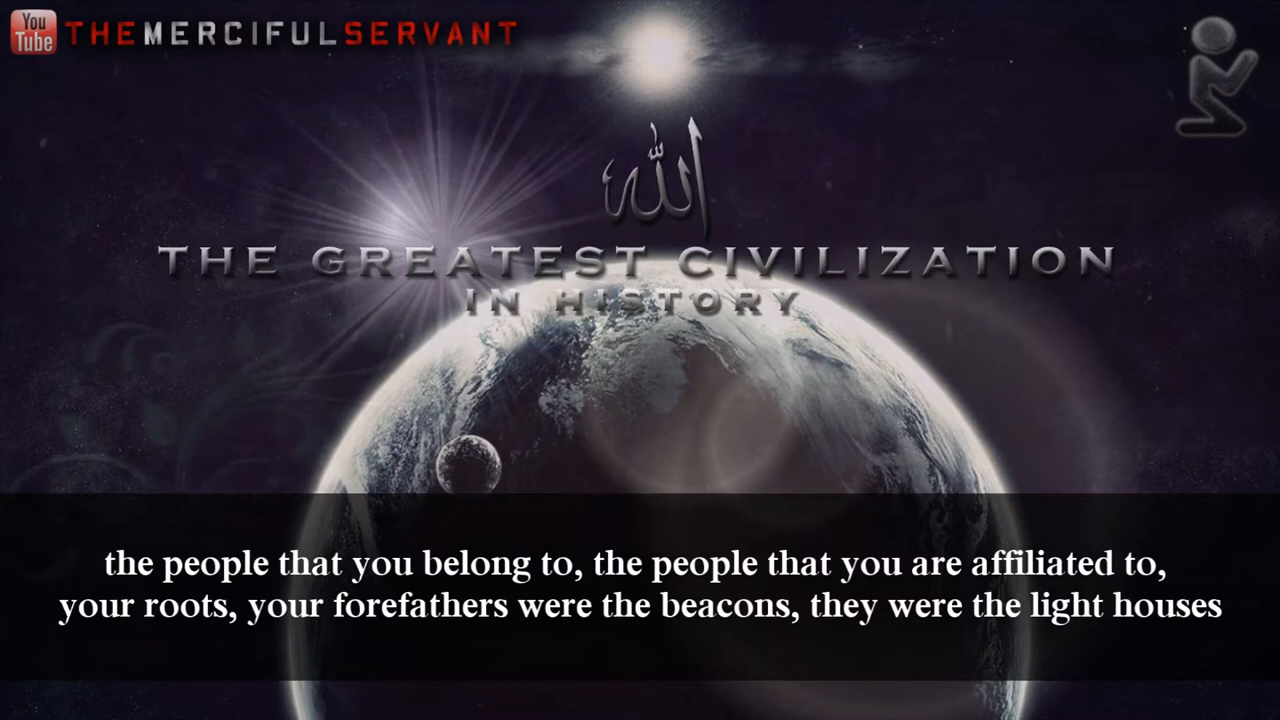 You
Tube
THEMERCIFULSERVANT
الله
THE GREATEST CIVILIZATION
IN HISTORY
the people that you belong to, the people that you are affiliated to,
your roots, your forefathers were the beacons, they were the light houses